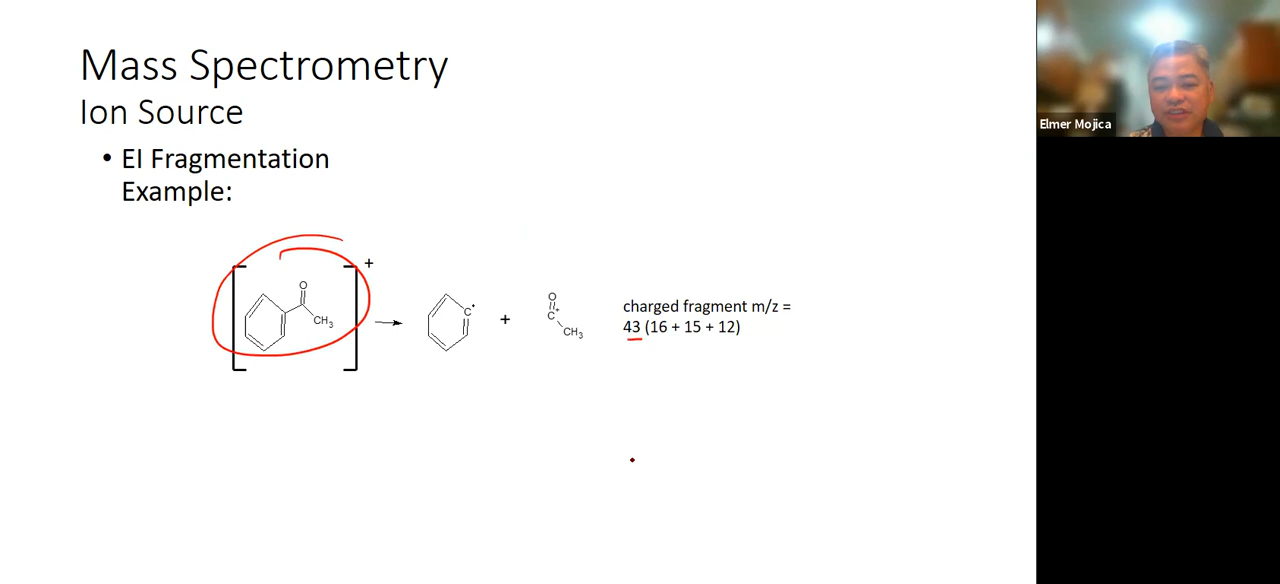 Mass Spectrometry
Ion Source
• EI Fragmentation
Example:
[ O CH3 ] +
C• + O C+ CH3
charged fragment m/z =
43 (16 + 15 + 12)
Elmer Mojica